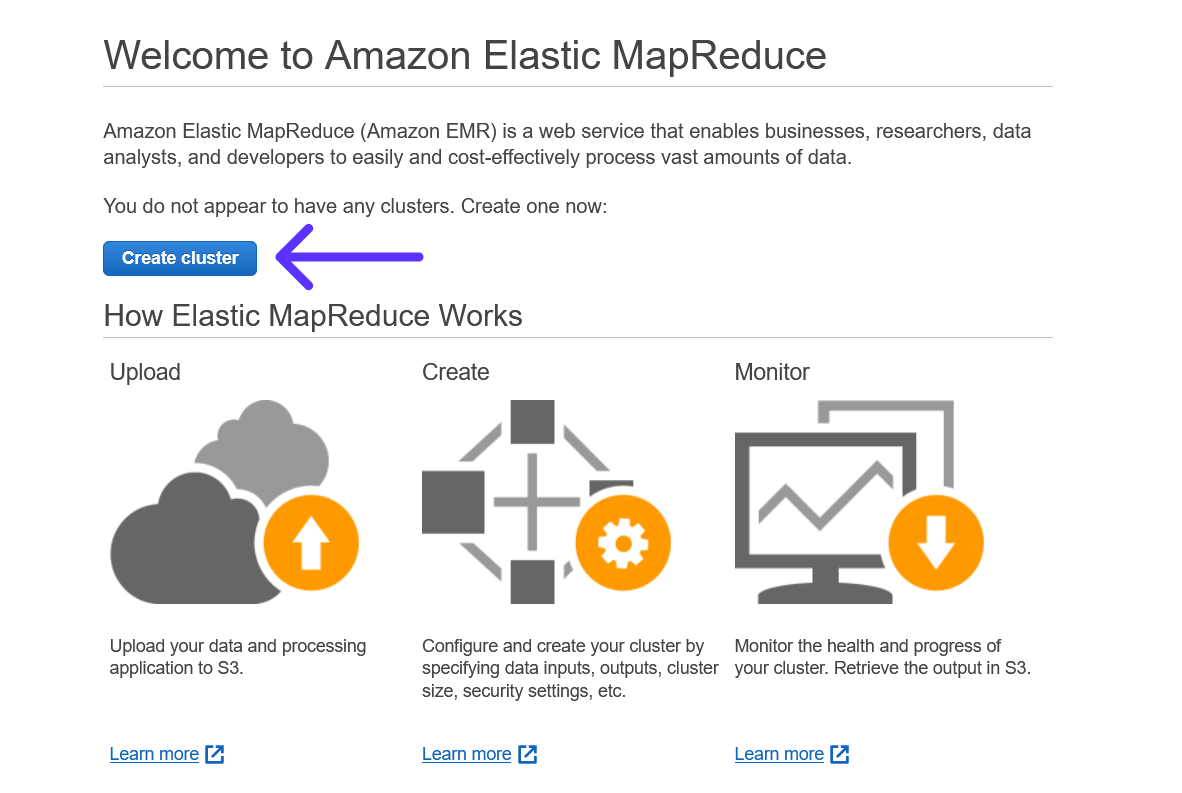 Welcome to Amazon Elastic MapReduce
Amazon Elastic MapReduce (Amazon EMR) is a web service that enables businesses, researchers, data
analysts, and developers to easily and cost-effectively process vast amounts of data.
You do not appear to have any clusters. Create one now:
Create cluster
How Elastic MapReduce Works
Upload
Upload your data and processing
application to S3.
Learn more
Create
Configure and create your cluster by
specifying data inputs, outputs, cluster
size, security settings, etc.
Learn more
Monitor
Monitor the health and progress of
your cluster. Retrieve the output in S3.
Learn more